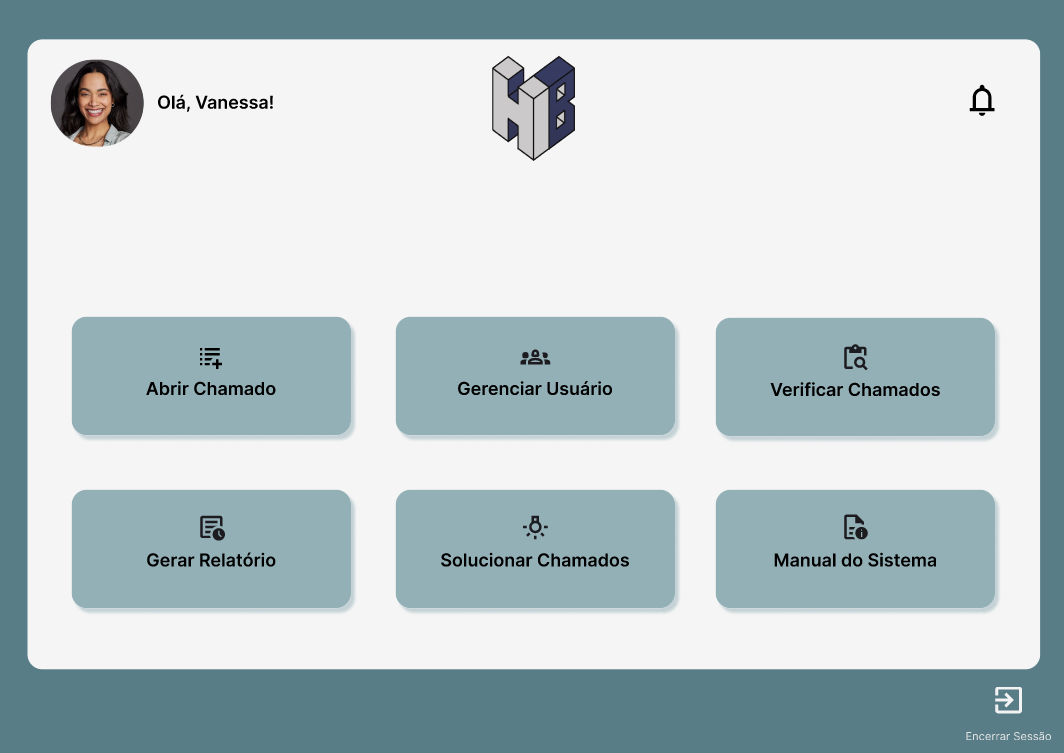 Olá, Vanessa!
HB
Abrir Chamado
Gerenciar Usuário
Verificar Chamados
Gerar Relatório
Solucionar Chamados
Manual do Sistema
Encerrar Sessão